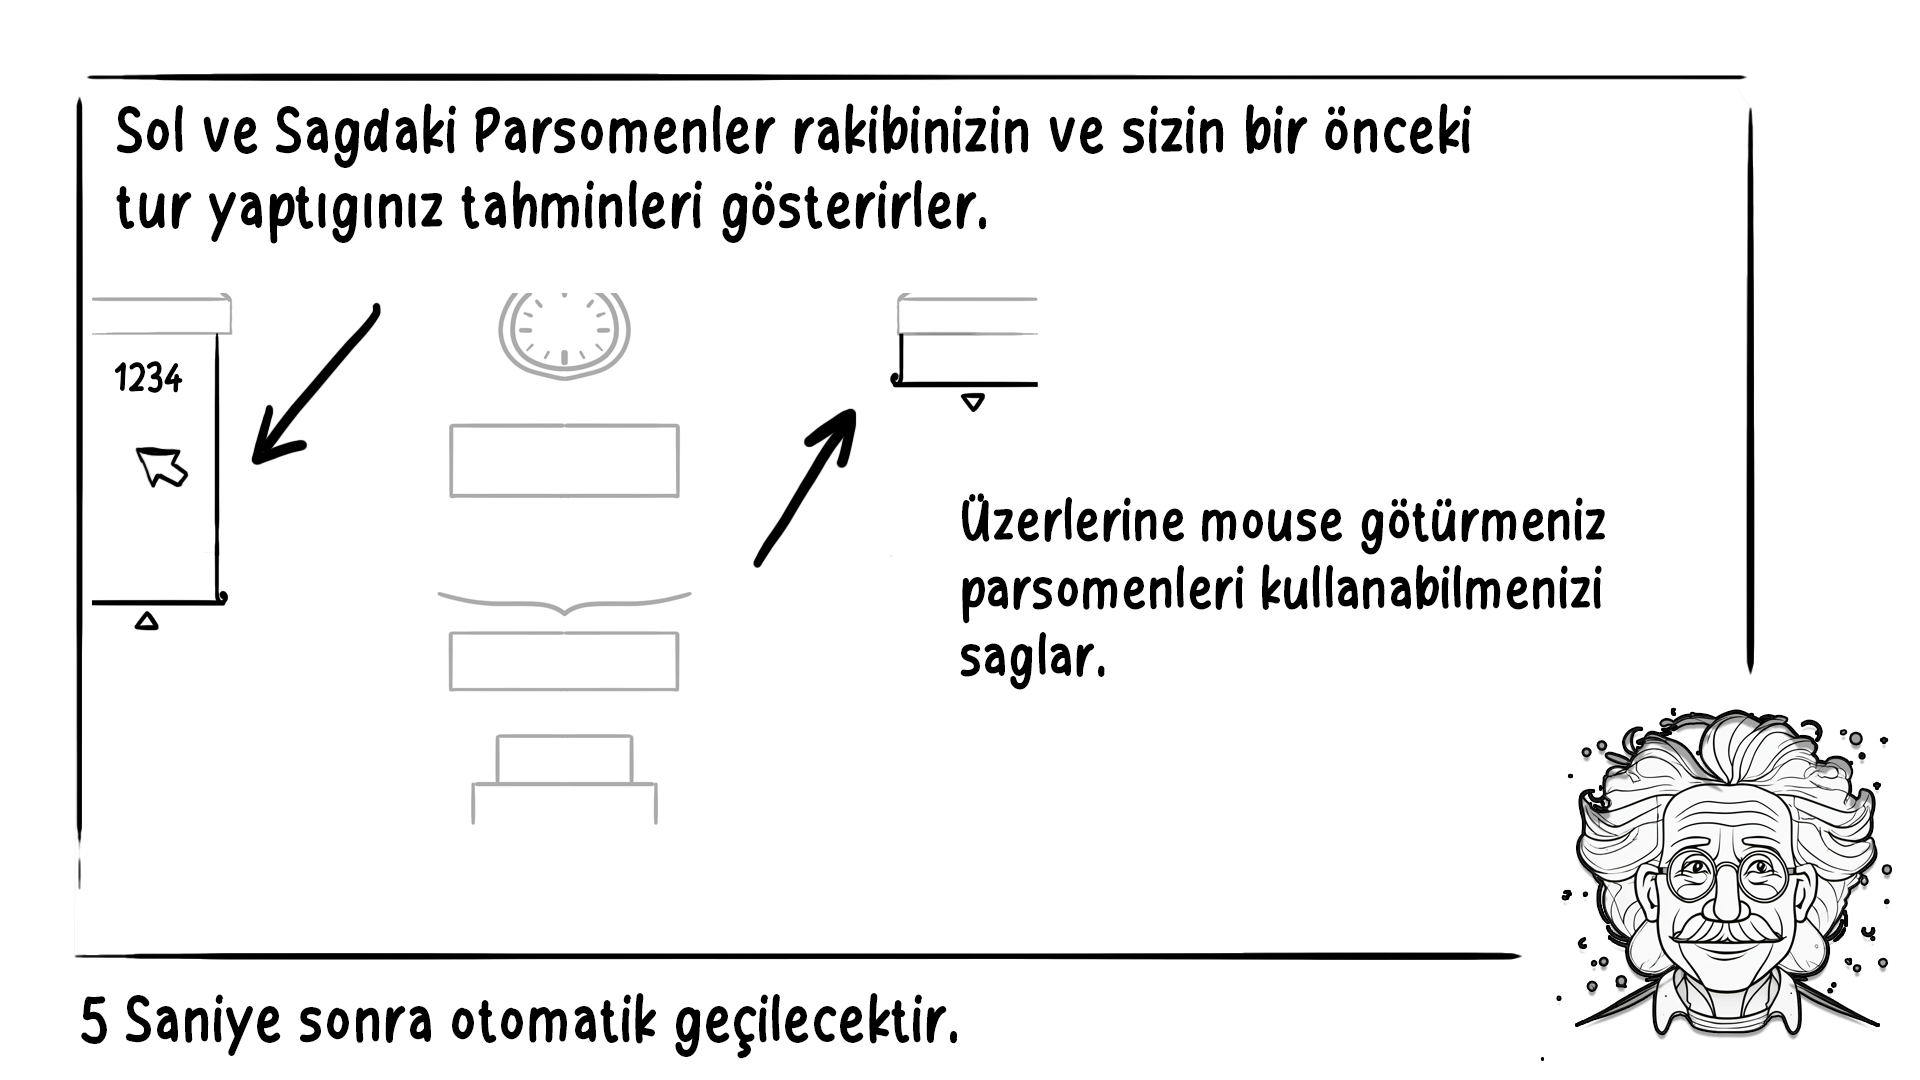 Sol ve Sagdaki Parsomenler rakibinizin ve sizin bir önceki
tur yaptıgınız tahminleri gösterirler.
1234
Üzerlerine mouse götürmeniz
parsomenleri kullanabilmenizi
saglar.
5 Saniye sonra otomatik geçilecektir.